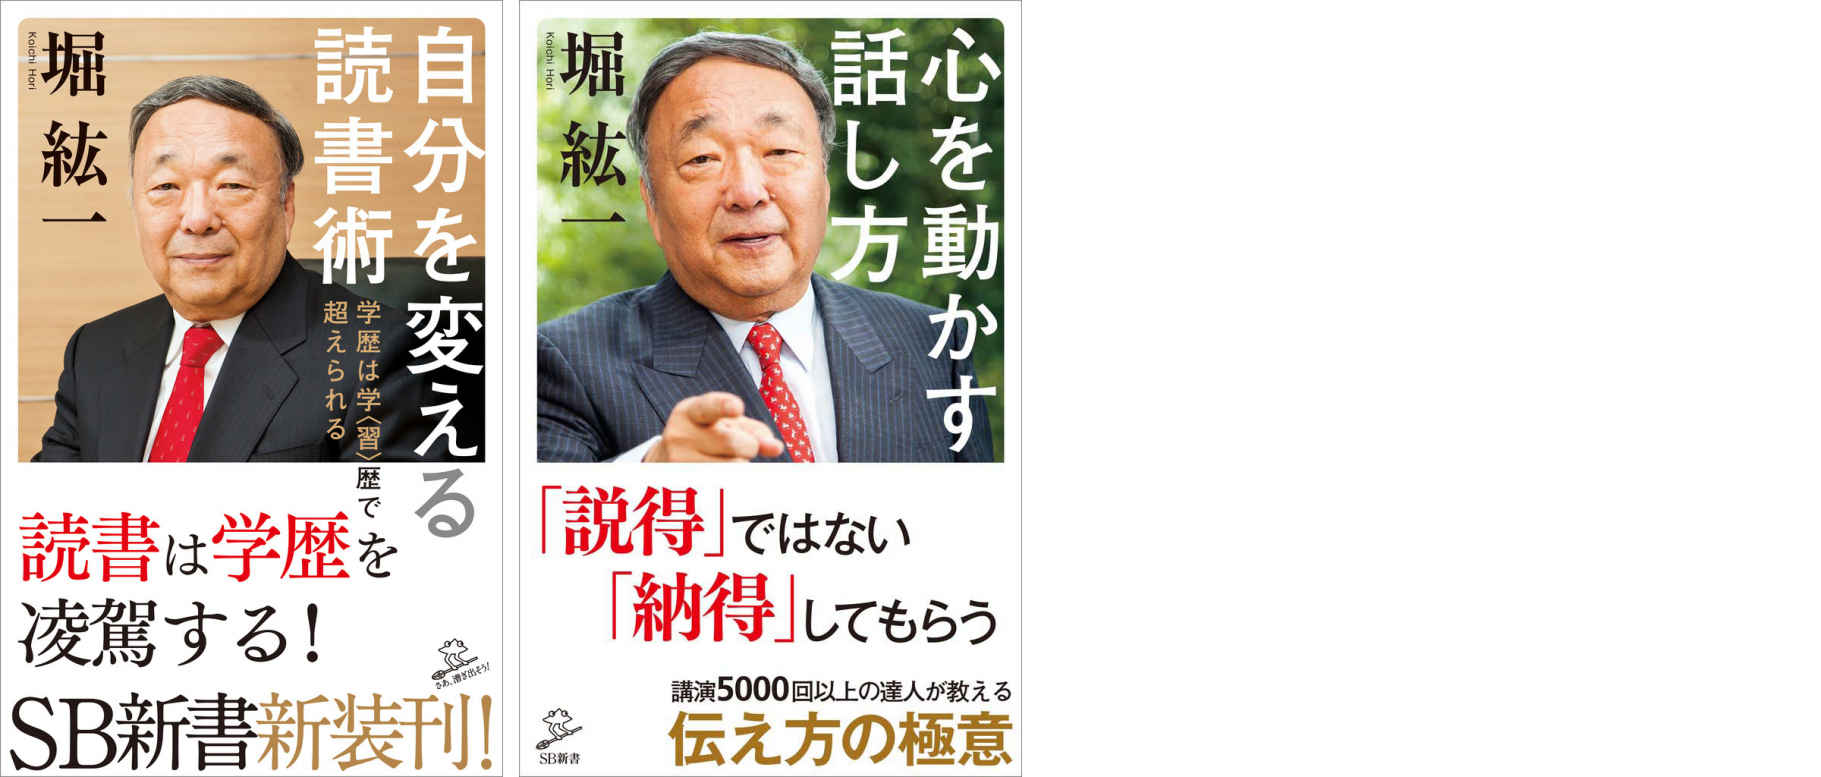 自分を変える
読書術
学歴は学〈習〉歴で
超えられる
堀 紘一
Koichi Hori
読書は学歴を
凌駕する!
さあ、漕ぎ出そう!
SB新書新装刊!
心を動かす
話し方
堀 紘一
Koichi Hori
「説得」ではない
「納得」してもらう
講演5000回以上の達人が教える
伝え方の極意
SB新書